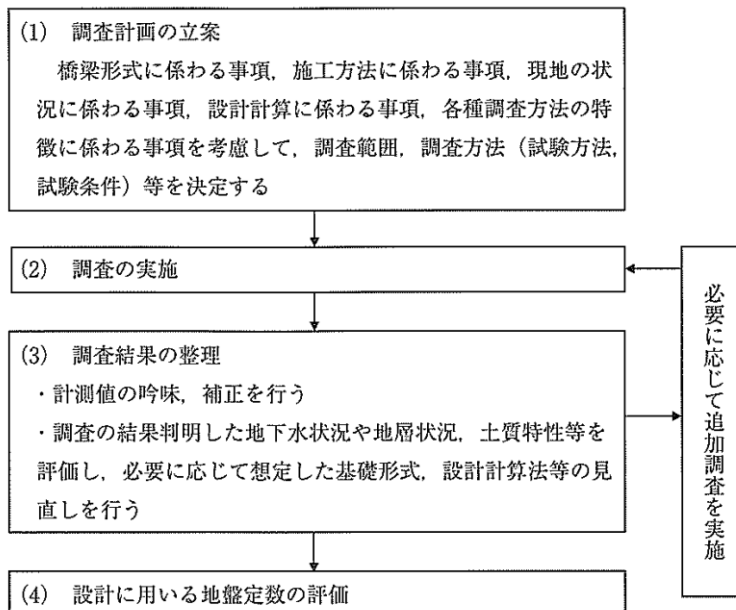 (1) 調査計画の立案
橋梁形式に係わる事項，施工方法に係わる事項，現地の状
況に係わる事項，設計計算に係わる事項，各種調査方法の特
徴に係わる事項を考慮して，調査範囲，調査方法（試験方法，
試験条件）等を決定する
(2) 調査の実施
(3) 調査結果の整理
・計測値の吟味，補正を行う
・調査の結果判明した地下水状況や地層状況，土質特性等を
評価し，必要に応じて想定した基礎形式，設計計算法等の見
直しを行う
必要に応じて追加調査を実施
(4) 設計に用いる地盤定数の評価